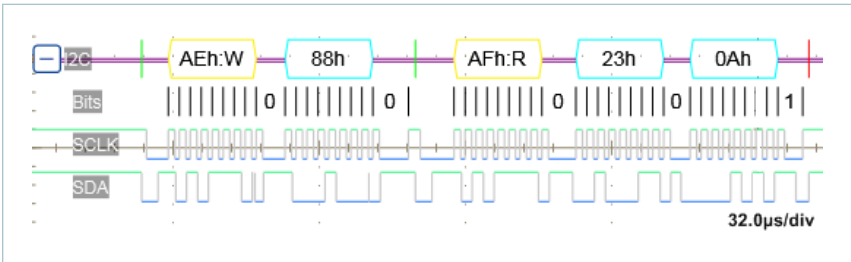 I2C AEh:W 88h AFh:R 23h 0Ah
Bits 0 0 0 0 1
SCLK
SDA
32.0µs/div